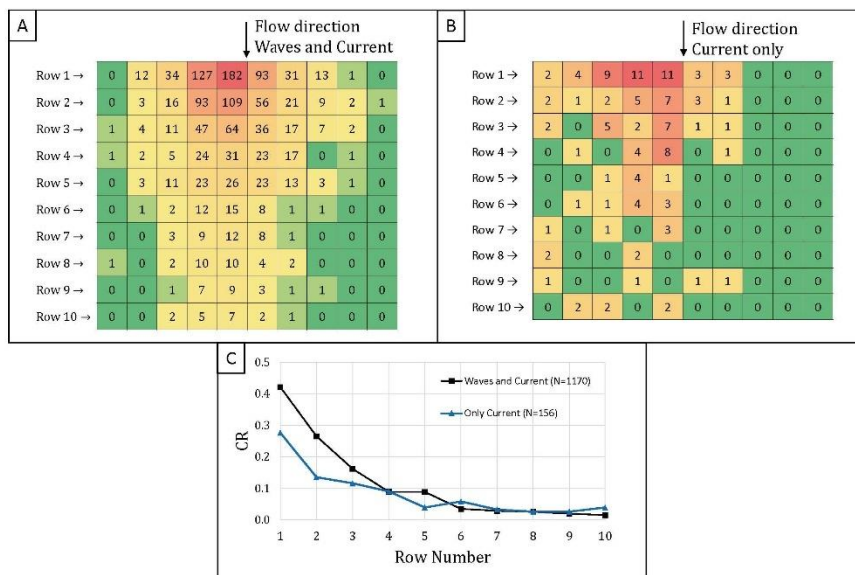 A
Flow direction
Waves and Current
Row 1 → 0 12 34 127 182 93 31 13 1 0
Row 2 → 0 3 16 93 109 56 21 9 2 1
Row 3 → 1 4 11 47 64 36 17 7 2 0
Row 4 → 1 2 5 24 31 23 17 0 1 0
Row 5 → 0 3 11 23 26 23 13 3 1 0
Row 6 → 0 1 2 12 15 8 1 1 0 0
Row 7 → 0 0 3 9 12 8 1 0 0 0
Row 8 → 1 0 2 10 10 4 2 0 0 0
Row 9 → 0 0 1 7 9 3 1 1 0 0
Row 10 → 0 0 2 5 7 2 1 0 0 0
B
Flow direction
Current only
Row 1 → 2 4 9 11 11 3 3 0 0 0
Row 2 → 2 1 2 5 7 3 1 0 0 0
Row 3 → 2 0 5 2 7 1 1 0 0 0
Row 4 → 0 1 0 4 8 0 1 0 0 0
Row 5 → 0 0 1 4 1 0 0 0 0 0
Row 6 → 0 1 1 4 3 0 0 0 0 0
Row 7 → 1 0 1 0 3 0 0 0 0 0
Row 8 → 2 0 0 2 0 0 0 0 0 0
Row 9 → 1 0 0 1 0 1 1 0 0 0
Row 10 → 0 2 2 0 2 0 0 0 0 0
C
0.5
0.4
0.3
0.2
0.1
0.0
CR
Waves and Current (N=1170)
Only Current (N=156)
1 2 3 4 5 6 7 8 9 10
Row Number